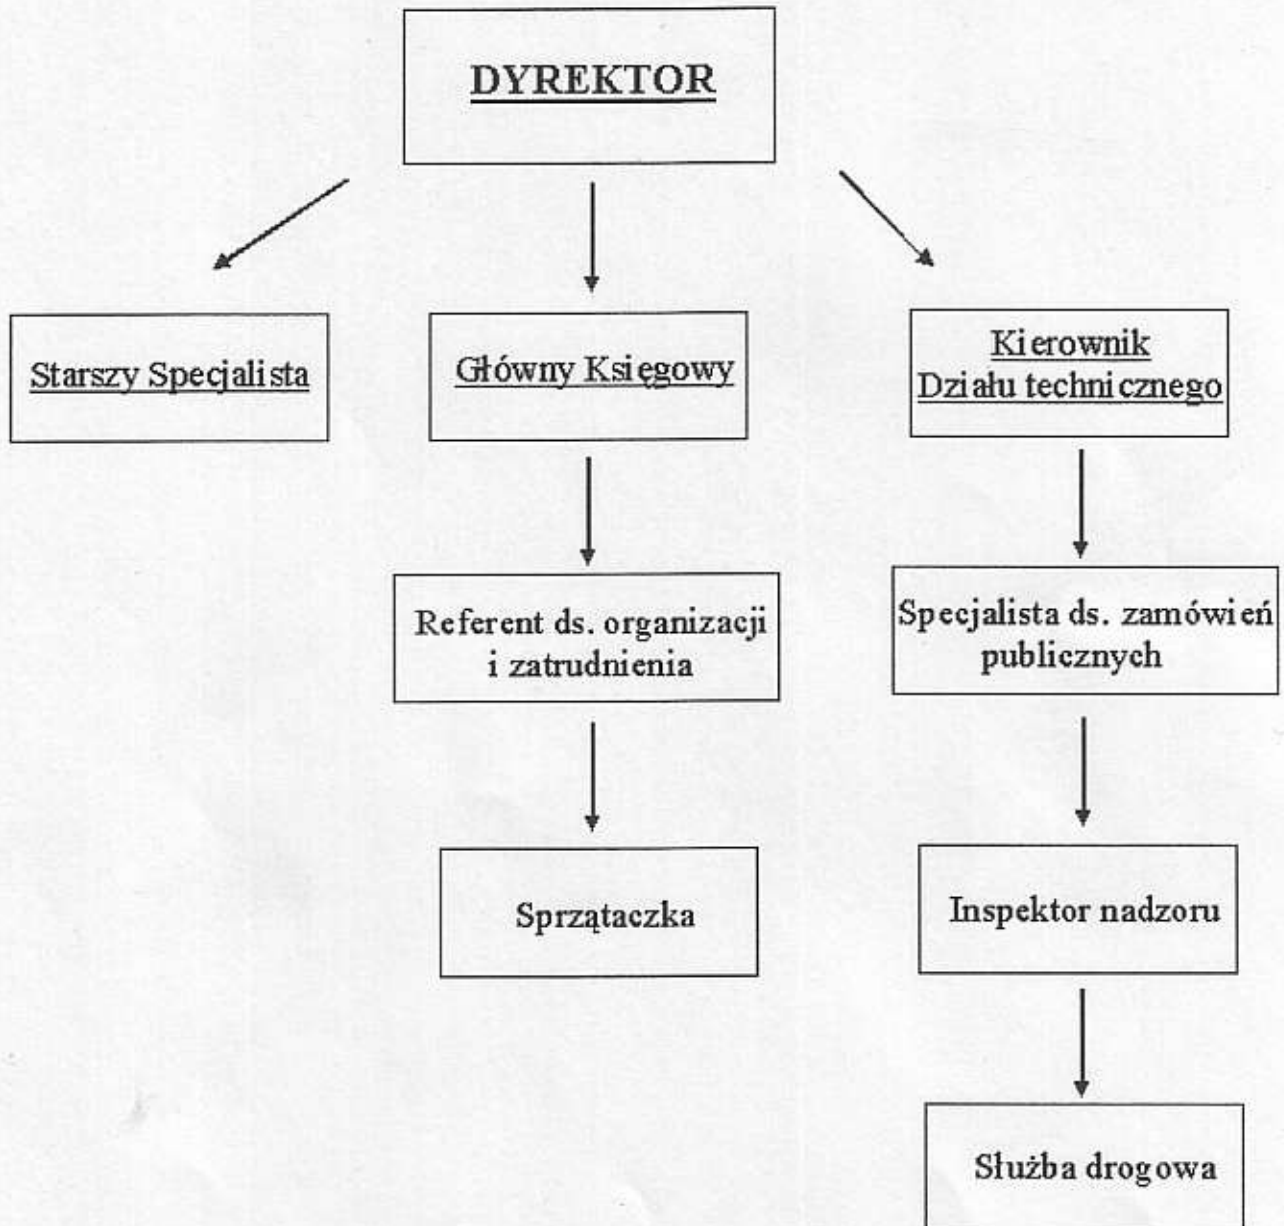 DYREKTOR
Starszy Specjalista
Główny Księgowy
Kierownik
Działu technicznego
Referent ds. organizacji
i zatrudnienia
Specjalista ds. zamówień
publicznych
Sprzątaczka
Inspektor nadzoru
Służba drogowa